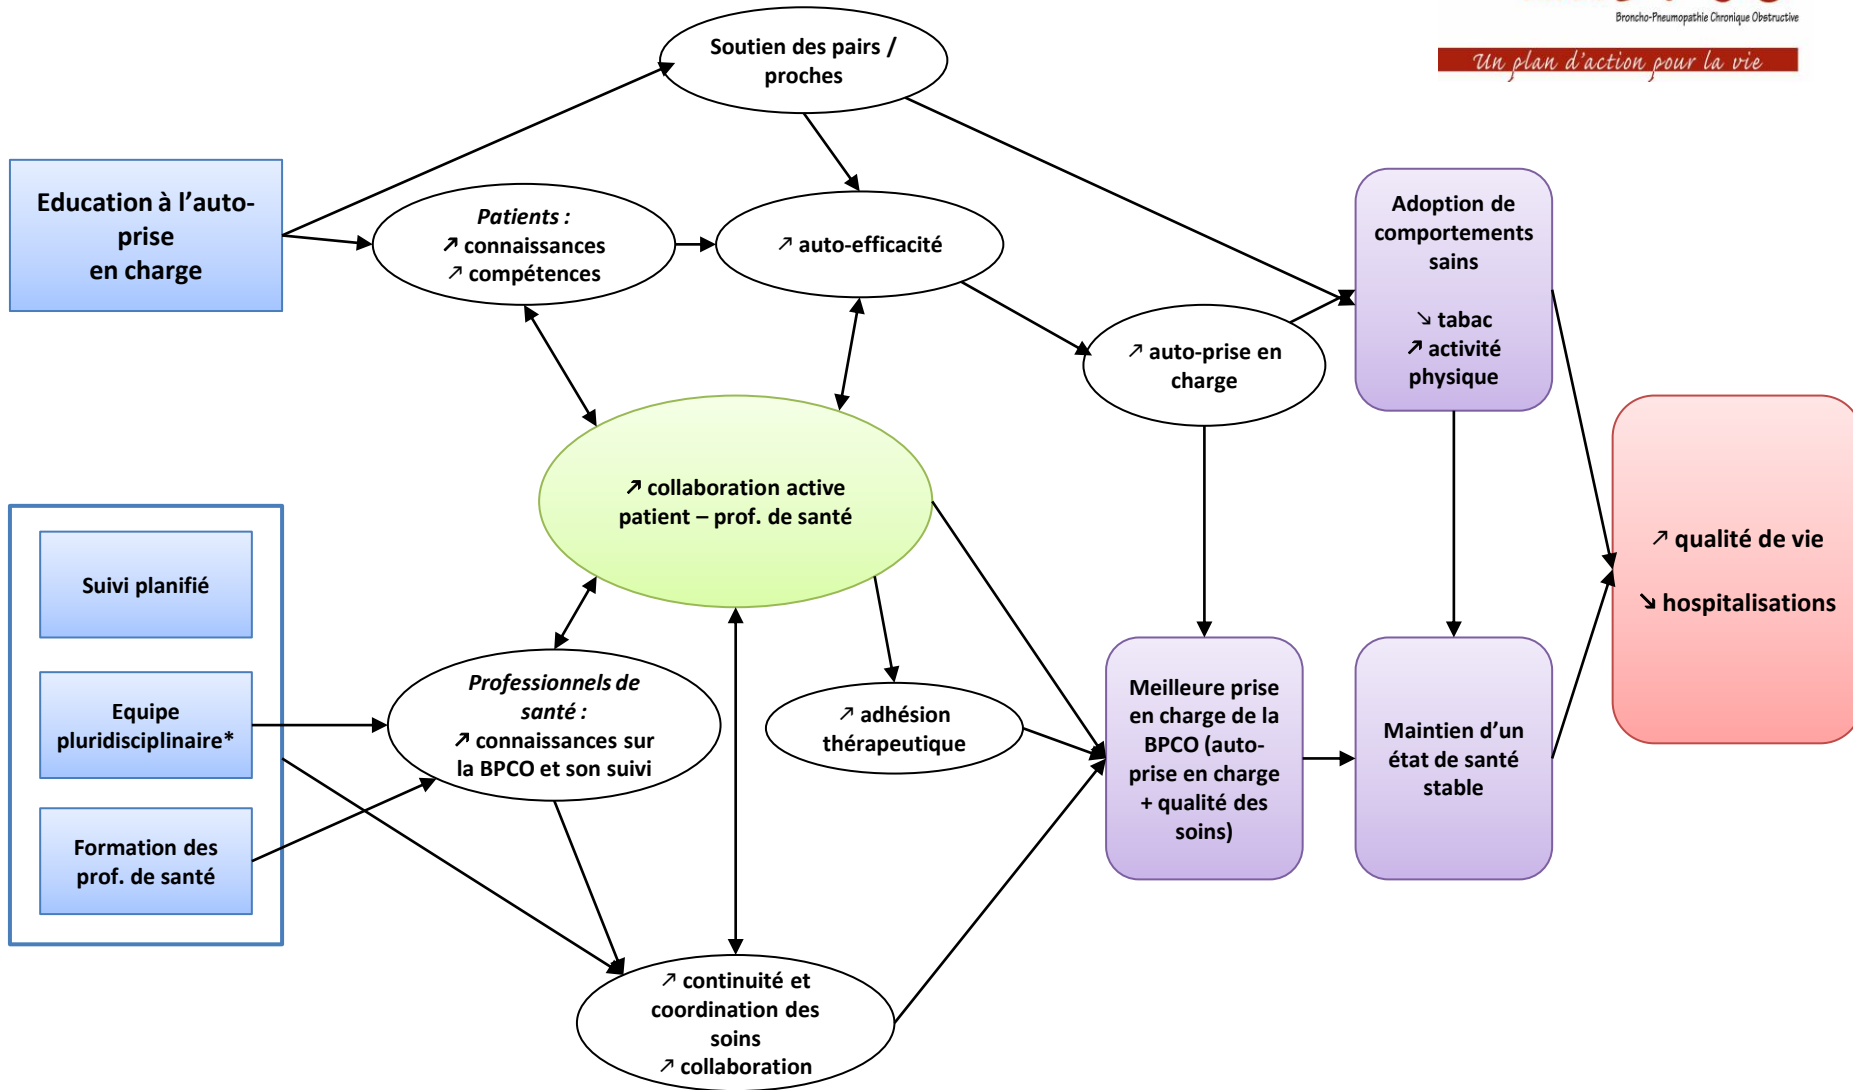 Broncho-Pneumopathie Chronique Obstructive
Un plan d'action pour la vie
Soutien des pairs /
proches
Education à l'auto-
prise
en charge
Patients :
↗ connaissances
↗ compétences
↗ auto-efficacité
Adoption de
comportements
sains
↘ tabac
↗ activité
physique
↗ auto-prise en
charge
↗ collaboration active
patient – prof. de santé
↗ qualité de vie
↘ hospitalisations
Suivi planifié
Equipe
pluridisciplinaire*
Formation des
prof. de santé
Professionnels de
santé :
↗ connaissances sur
la BPCO et son suivi
↗ adhésion
thérapeutique
Meilleure prise
en charge de la
BPCO (auto-
prise en charge
+ qualité des
soins)
Maintien d'un
état de santé
stable
↗ continuité et
coordination des
soins
↗ collaboration